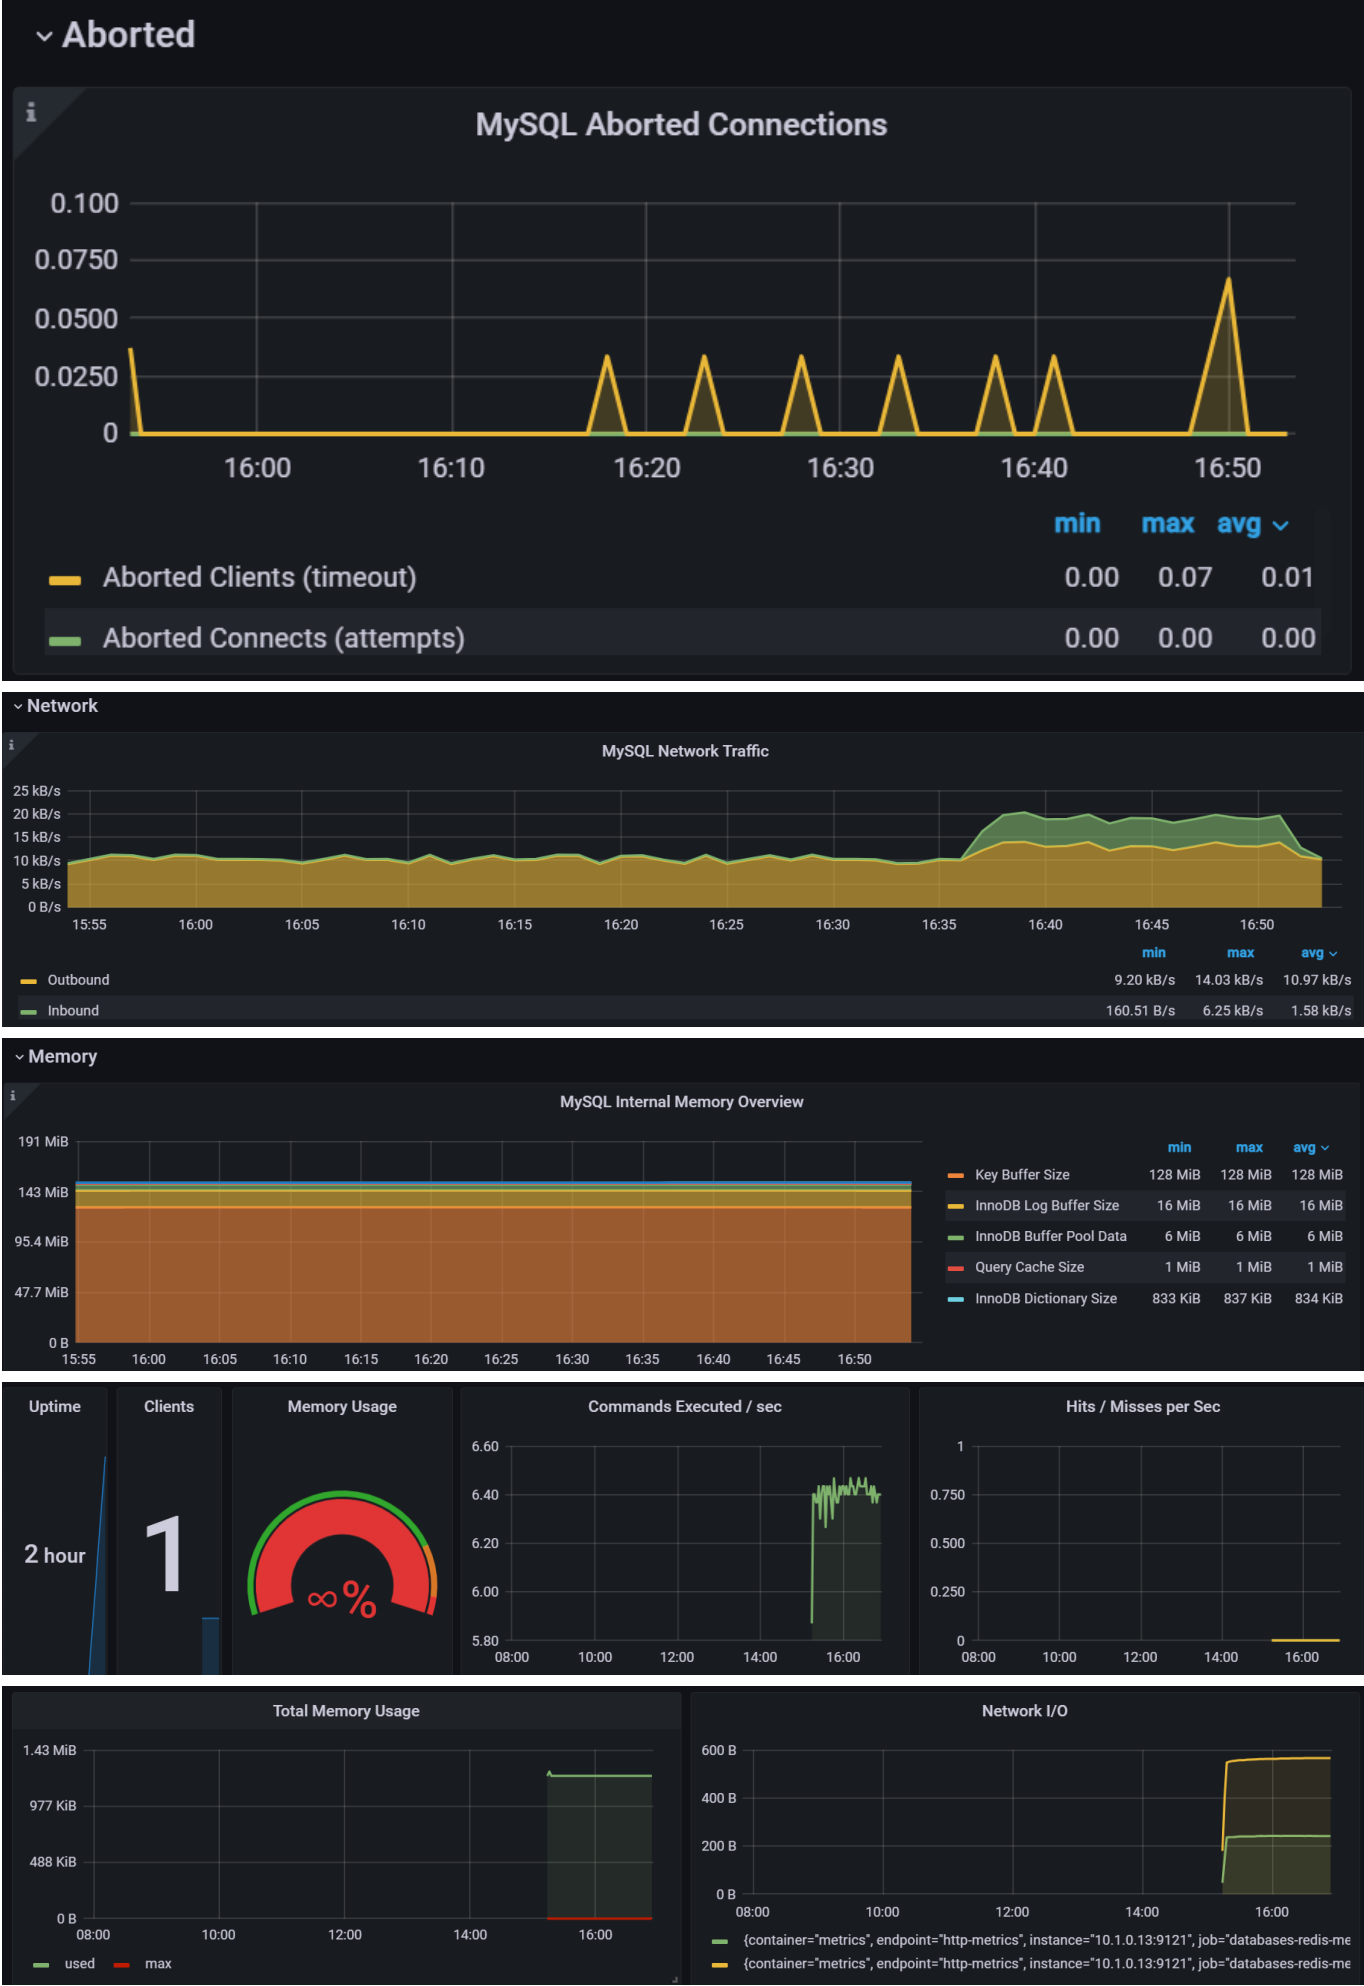 Aborted
MySQL Aborted Connections
0.100
0.0750
0.0500
0.0250
0
16:00 16:10 16:20 16:30 16:40 16:50
min max avg
Aborted Clients (timeout) 0.00 0.07 0.01
Aborted Connects (attempts) 0.00 0.00 0.00
Network
MySQL Network Traffic
25 kB/s
20 kB/s
15 kB/s
10 kB/s
5 kB/s
0 B/s
15:55 16:00 16:05 16:10 16:15 16:20 16:25 16:30 16:35 16:40 16:45 16:50
min max avg
Outbound 9.20 kB/s 14.03 kB/s 10.97 kB/s
Inbound 160.51 B/s 6.25 kB/s 1.58 kB/s
Memory
MySQL Internal Memory Overview
191 MiB
143 MiB
95.4 MiB
47.7 MiB
0 B
15:55 16:00 16:05 16:10 16:15 16:20 16:25 16:30 16:35 16:40 16:45 16:50
min max avg
Key Buffer Size 128 MiB 128 MiB 128 MiB
InnoDB Log Buffer Size 16 MiB 16 MiB 16 MiB
InnoDB Buffer Pool Data 6 MiB 6 MiB 6 MiB
Query Cache Size 1 MiB 1 MiB 1 MiB
InnoDB Dictionary Size 833 KiB 837 KiB 834 KiB
Uptime
2 hour
Clients
1
Memory Usage
∞%
Commands Executed / sec
6.60
6.40
6.20
6.00
5.80
08:00 10:00 12:00 14:00 16:00
Hits / Misses per Sec
1
0.750
0.500
0.250
0
08:00 10:00 12:00 14:00 16:00
Total Memory Usage
1.43 MiB
977 KiB
488 KiB
0 B
08:00 10:00 12:00 14:00 16:00
used max
Network I/O
600 B
400 B
200 B
0 B
08:00 10:00 12:00 14:00 16:00
{container="metrics", endpoint="http-metrics", instance="10.1.0.13:9121", job="databases-redis-me
{container="metrics", endpoint="http-metrics", instance="10.1.0.13:9121", job="databases-redis-me